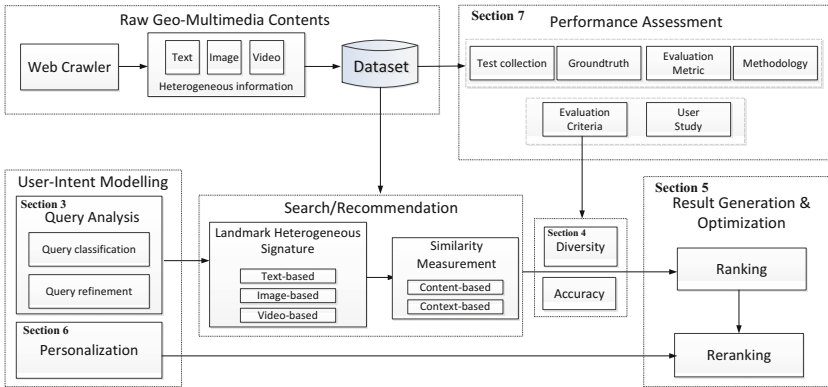 Raw Geo-Multimedia Contents
Web Crawler
Text
Image
Video
Heterogeneous information
Dataset
Section 7
Performance Assessment
Test collection
Groundtruth
Evaluation
Metric
Methodology
Evaluation
Criteria
User
Study
User-Intent Modelling
Section 3
Query Analysis
Query classification
Query refinement
Section 6
Personalization
Search/Recommendation
Landmark Heterogeneous
Signature
Text-based
Image-based
Video-based
Similarity
Measurement
Content-based
Context-based
Section 4
Diversity
Accuracy
Section 5
Result Generation &
Optimization
Ranking
Reranking